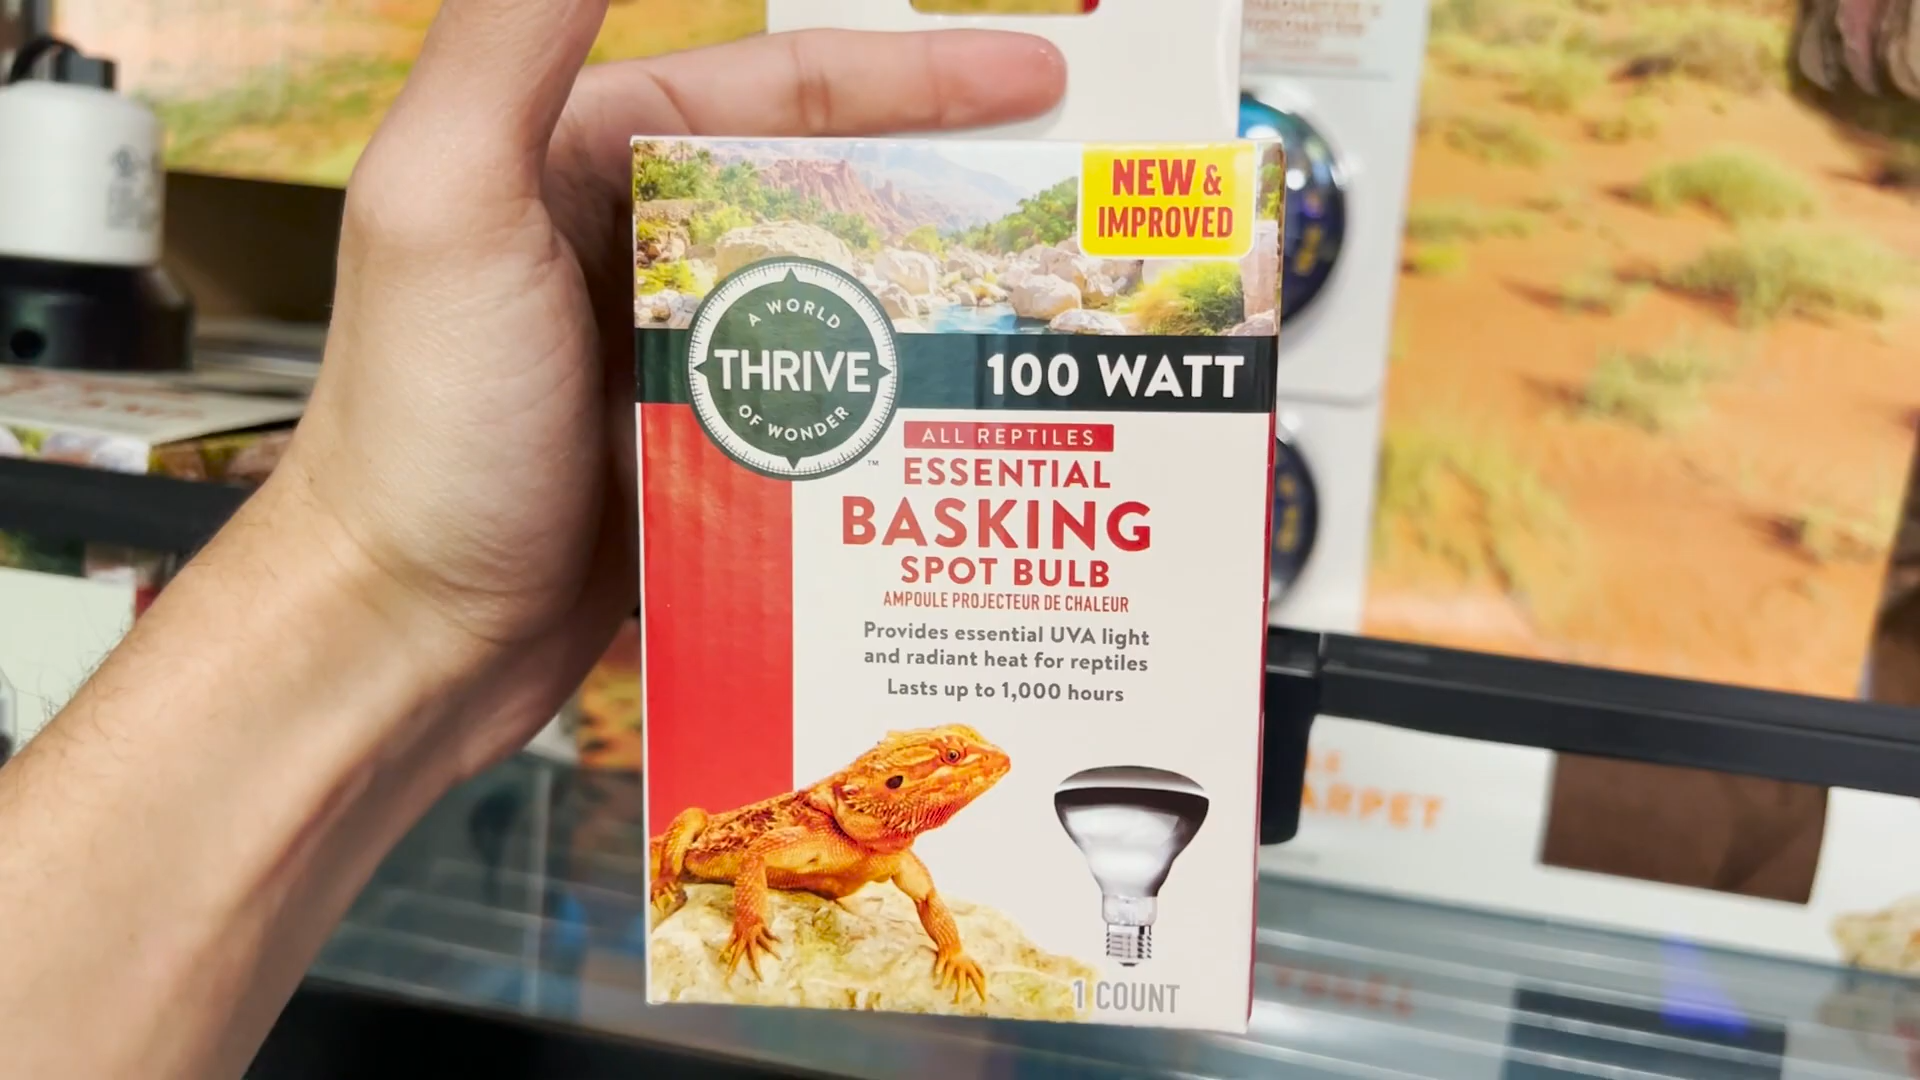 NEW &
IMPROVED
A WORLD
THRIVE
OF WONDER
™
100 WATT
ALL REPTILES
ESSENTIAL
BASKING
SPOT BULB
AMPOULE PROJECTEUR DE CHALEUR
Provides essential UVA light
and radiant heat for reptiles
Lasts up to 1,000 hours
1 COUNT